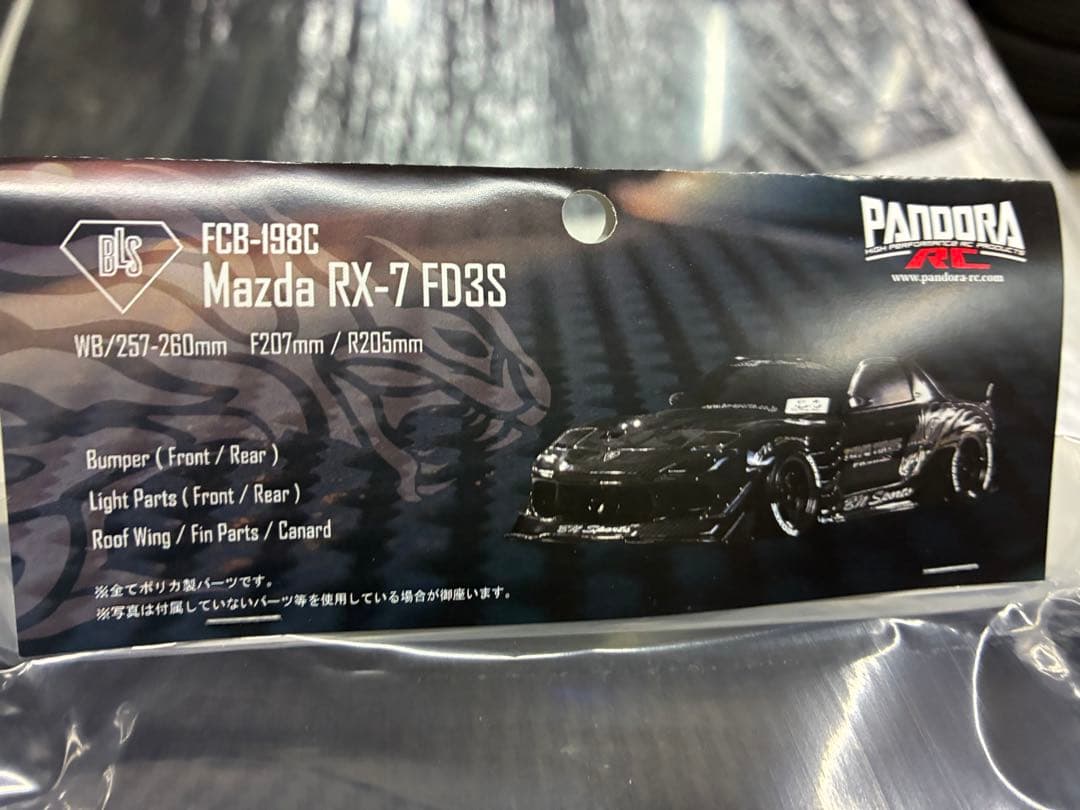 BLS
FCB-198C
Mazda RX-7 FD3S
WB/257-260mm F207mm / R205mm
Bumper ( Front / Rear )
Light Parts ( Front / Rear )
Roof Wing / Fin Parts / Canard
※全てポリカ製パーツです。
※写真は付属していないパーツ等を使用している場合が御座います。
PANDORA
HIGH PERFORMANCE RC PRODUCTS
RC
www.pandora-rc.com